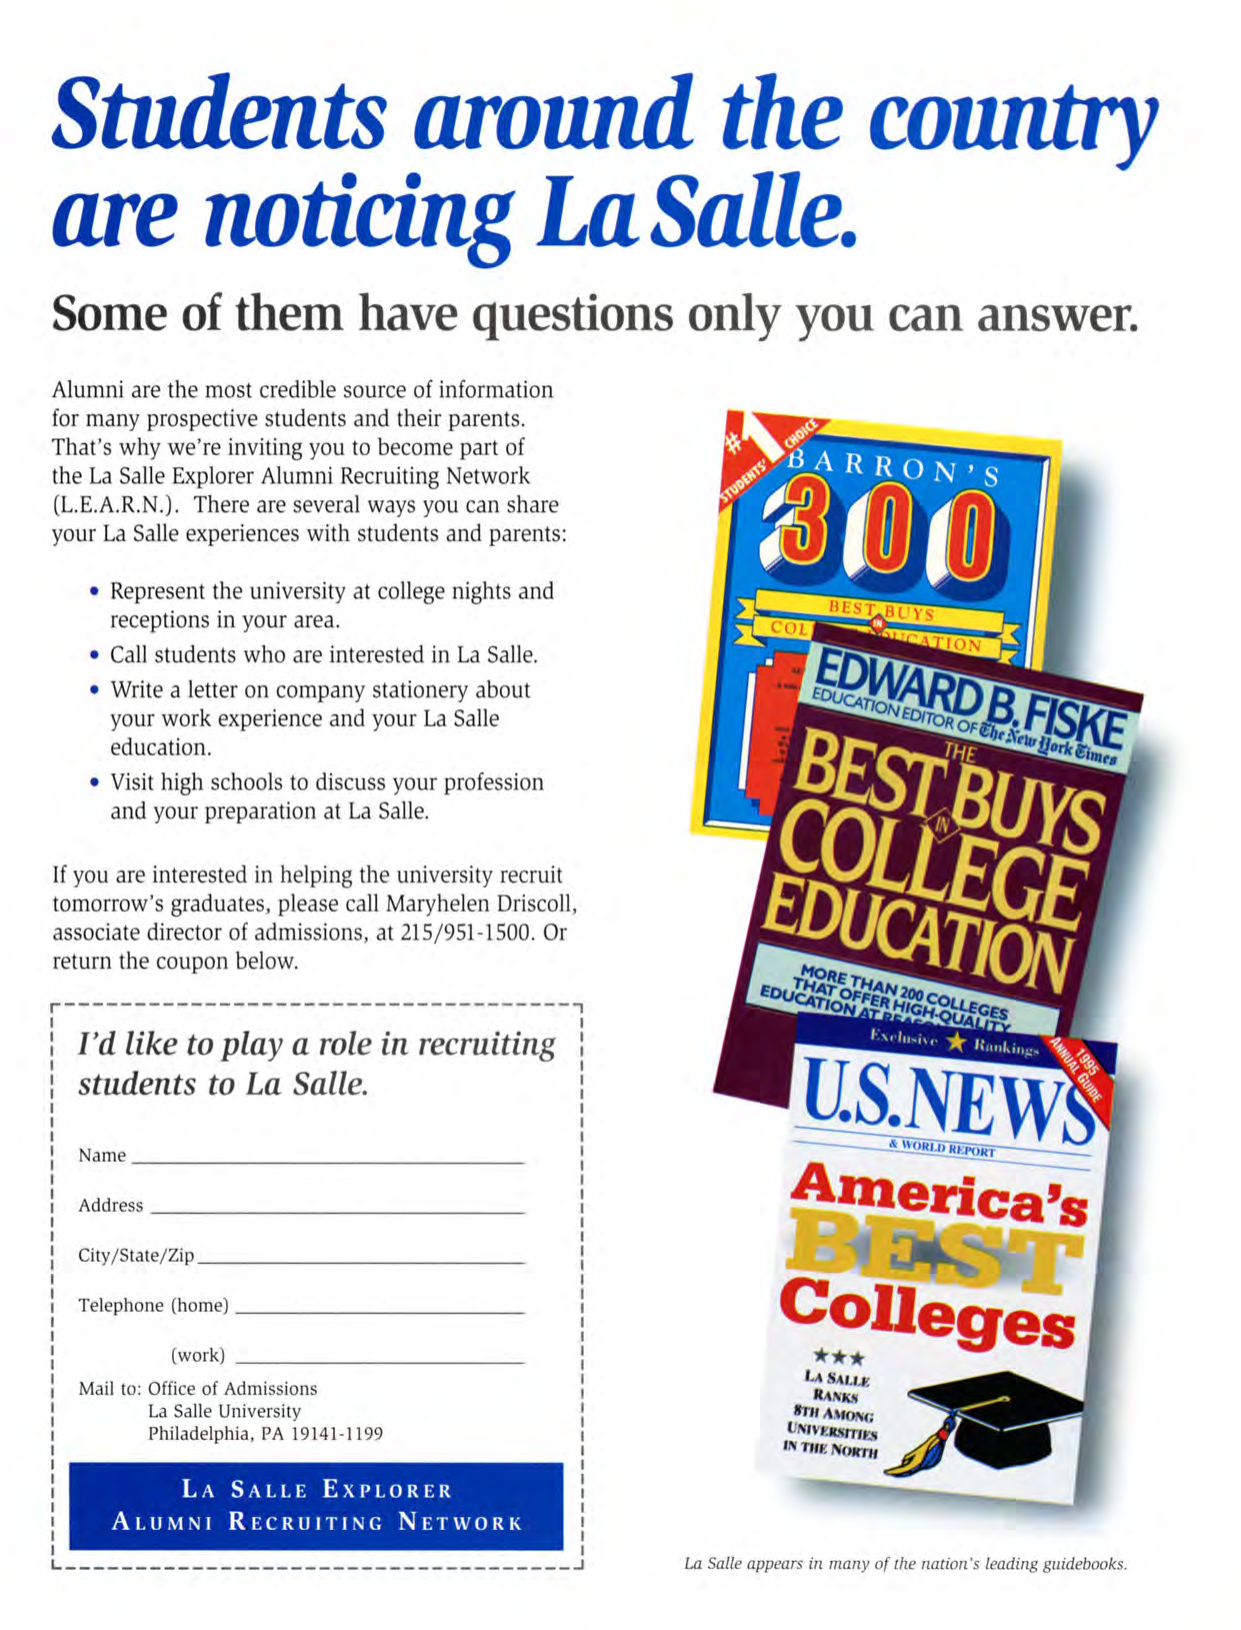 Students around the country
are noticing La Salle.
Some of them have questions only you can answer.
Alumni are the most credible source of information
for many prospective students and their parents.
That's why we're inviting you to become part of
the La Salle Explorer Alumni Recruiting Network
(L.E.A.R.N.). There are several ways you can share
your La Salle experiences with students and parents:
• Represent the university at college nights and
receptions in your area.
• Call students who are interested in La Salle.
• Write a letter on company stationery about
your work experience and your La Salle
education.
• Visit high schools to discuss your profession
and your preparation at La Salle.
If you are interested in helping the university recruit
tomorrow's graduates, please call Maryhelen Driscoll,
associate director of admissions, at 215/951-1500. Or
return the coupon below.
I'd like to play a role in recruiting
students to La Salle.
Name
Address
City/State/Zip
Telephone (home)
(work)
Mail to: Office of Admissions
La Salle University
Philadelphia, PA 19141-1199
LA SALLE EXPLORER
ALUMNI RECRUITING NETWORK
#1
STUDENTS' CHOICE
BARRON'S
300
BEST BUYS
IN
EDWARD B. FISKE
EDUCATION EDITOR OF The New York Times
THE
BEST BUYS
IN
COLLEGE
EDUCATION
MORE THAN 200 COLLEGES
THAT OFFER HIGH-QUALITY
EDUCATION AT
Exclusive ★ Rankings
1995
ANNUAL GUIDE
U.S. NEWS
& WORLD REPORT
America's
BEST
Colleges
★★★
LA SALLE
RANKS
8TH AMONG
UNIVERSITIES
IN THE NORTH
La Salle appears in many of the nation's leading guidebooks.